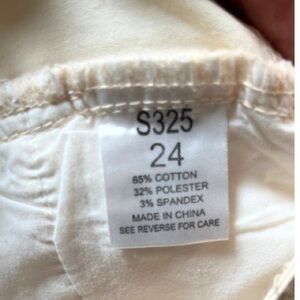 S325
24
65% COTTON
32% POLESTER
3% SPANDEX
MADE IN CHINA
SEE REVERSE FOR CARE